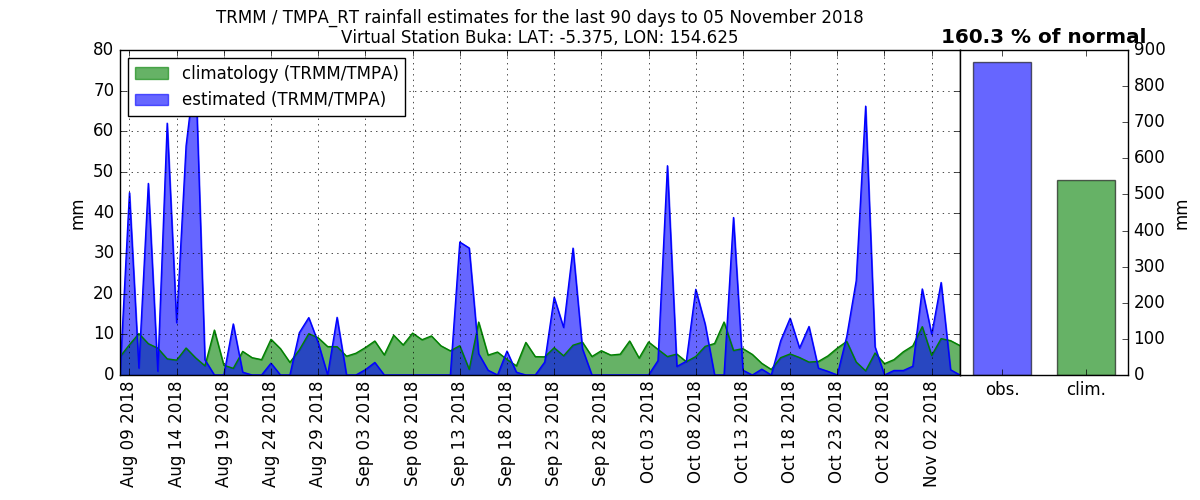 TRMM / TMPA_RT rainfall estimates for the last 90 days to 05 November 2018
Virtual Station Buka: LAT: -5.375, LON: 154.625
160.3 % of normal
climatology (TRMM/TMPA)
estimated (TRMM/TMPA)
80
70
60
50
40
30
20
10
0
mm
Aug 09 2018
Aug 14 2018
Aug 19 2018
Aug 24 2018
Aug 29 2018
Sep 03 2018
Sep 08 2018
Sep 13 2018
Sep 18 2018
Sep 23 2018
Sep 28 2018
Oct 03 2018
Oct 08 2018
Oct 13 2018
Oct 18 2018
Oct 23 2018
Oct 28 2018
Nov 02 2018
obs.
clim.
900
800
700
600
500
400
300
200
100
0
mm